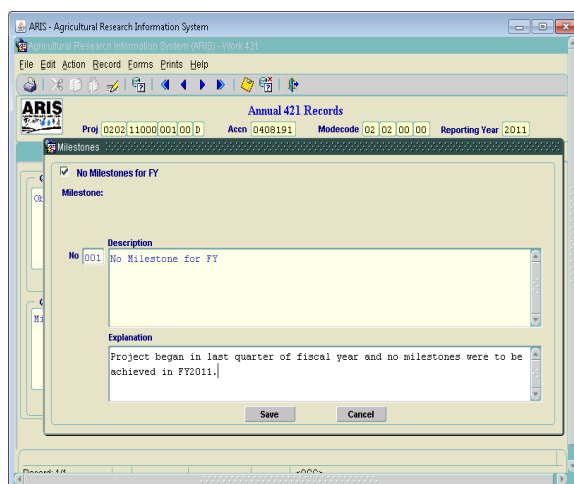 ARIS - Agricultural Research Information System
Agricultural Research Information System (ARIS) - Work 421
File Edit Action Record Forms Prints Help
ARIS
Annual 421 Records
Proj 0202 11000 001 00 D Accn 0408191 Modecode 02 02 00 00 Reporting Year 2011
Milestones
No Milestones for FY
Milestone:
Description
No 001 No Milestone for FY
Explanation
Project began in last quarter of fiscal year and no milestones were to be
achieved in FY2011.
Save Cancel
Record: 1/1 <OSC>